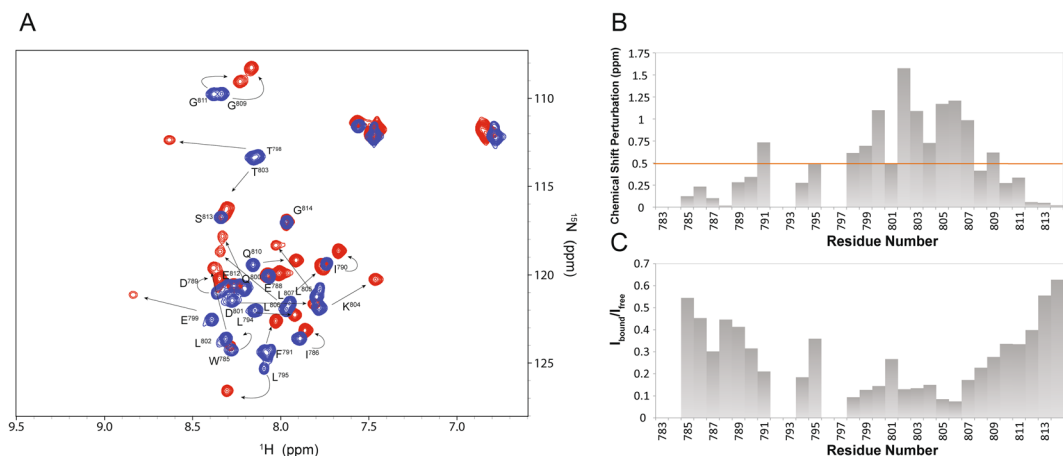 A
G811
G809
T798
T803
S813
G814
Q810
I790
D789
E812
Q800
E788
L808
L807
L806
K804
D801
L794
E799
L802
W785
F791
I786
L795
110
115
120
125
15N (ppm)
9.5
9.0
8.5
8.0
7.5
7.0
1H (ppm)
B
Chemical Shift Perturbation (ppm)
1.75
1.5
1.25
1
0.75
0.5
0.25
0
783
785
787
789
791
793
795
797
799
801
803
805
807
809
811
813
Residue Number
C
Ibound/Ifree
0.7
0.6
0.5
0.4
0.3
0.2
0.1
0
783
785
787
789
791
793
795
797
799
801
803
805
807
809
811
813
Residue Number